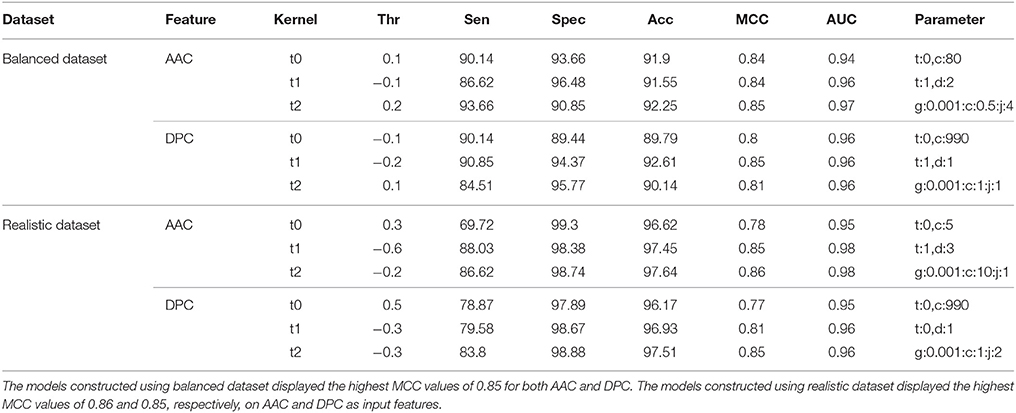 Dataset Feature Kernel Thr Sen Spec Acc MCC AUC Parameter
Balanced dataset AAC t0 0.1 90.14 93.66 91.9 0.84 0.94 t:0,c:80
t1 −0.1 86.62 96.48 91.55 0.84 0.96 t:1,d:2
t2 0.2 93.66 90.85 92.25 0.85 0.97 g:0.001:c:0.5:j:4
DPC t0 −0.1 90.14 89.44 89.79 0.8 0.96 t:0,c:990
t1 −0.2 90.85 94.37 92.61 0.85 0.96 t:1,d:1
t2 0.1 84.51 95.77 90.14 0.81 0.96 g:0.001:c:1:j:1
Realistic dataset AAC t0 0.3 69.72 99.3 96.62 0.78 0.95 t:0,c:5
t1 −0.6 88.03 98.38 97.45 0.85 0.98 t:1,d:3
t2 −0.2 86.62 98.74 97.64 0.86 0.98 g:0.001:c:10:j:1
DPC t0 0.5 78.87 97.89 96.17 0.77 0.95 t:0,c:990
t1 −0.3 79.58 98.67 96.93 0.81 0.96 t:0,d:1
t2 −0.3 83.8 98.88 97.51 0.85 0.96 g:0.001:c:1:j:2
The models constructed using balanced dataset displayed the highest MCC values of 0.85 for both AAC and DPC. The models constructed using realistic dataset displayed the highest
MCC values of 0.86 and 0.85, respectively, on AAC and DPC as input features.